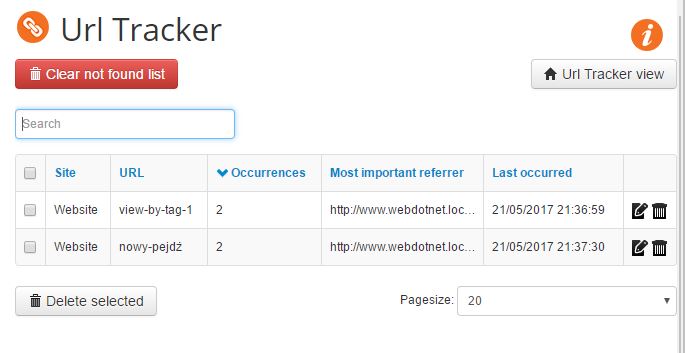 Url Tracker
Clear not found list
Url Tracker view
Search
Site URL Occurrences Most important referrer Last occurred
Website view-by-tag-1 2 http://www.webdotnet.loc... 21/05/2017 21:36:59
Website nowy-pejdż 2 http://www.webdotnet.loc... 21/05/2017 21:37:30
Delete selected
Pagesize: 20